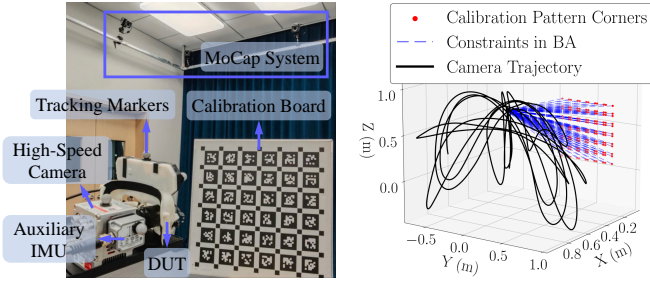 MoCap System
Tracking Markers
Calibration Board
High-Speed
Camera
Auxiliary
IMU
DUT
Calibration Pattern Corners
Constraints in BA
Camera Trajectory
1.0
0.5
0.0
Z (m)
-0.5
0.0
0.5
1.0
Y (m)
0.8
0.6
0.4
0.2
X (m)